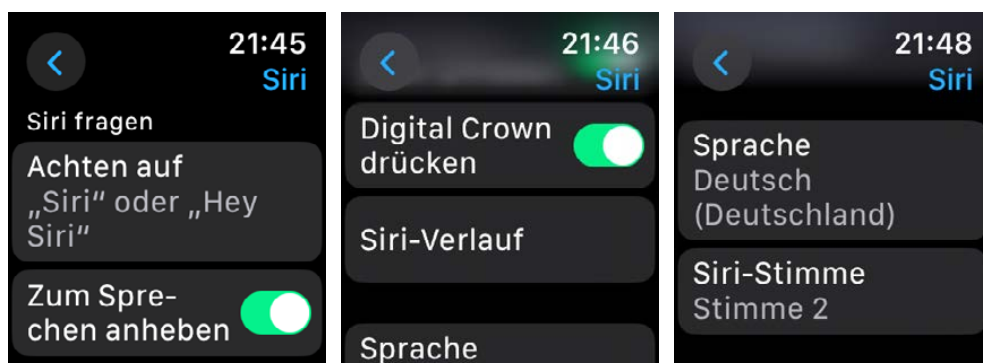 21:45
Siri
Siri fragen
Achten auf
„Siri“ oder „Hey
Siri“
Zum Spre-
chen anheben
21:46
Siri
Digital Crown
drücken
Siri-Verlauf
Sprache
21:48
Siri
Sprache
Deutsch
(Deutschland)
Siri-Stimme
Stimme 2